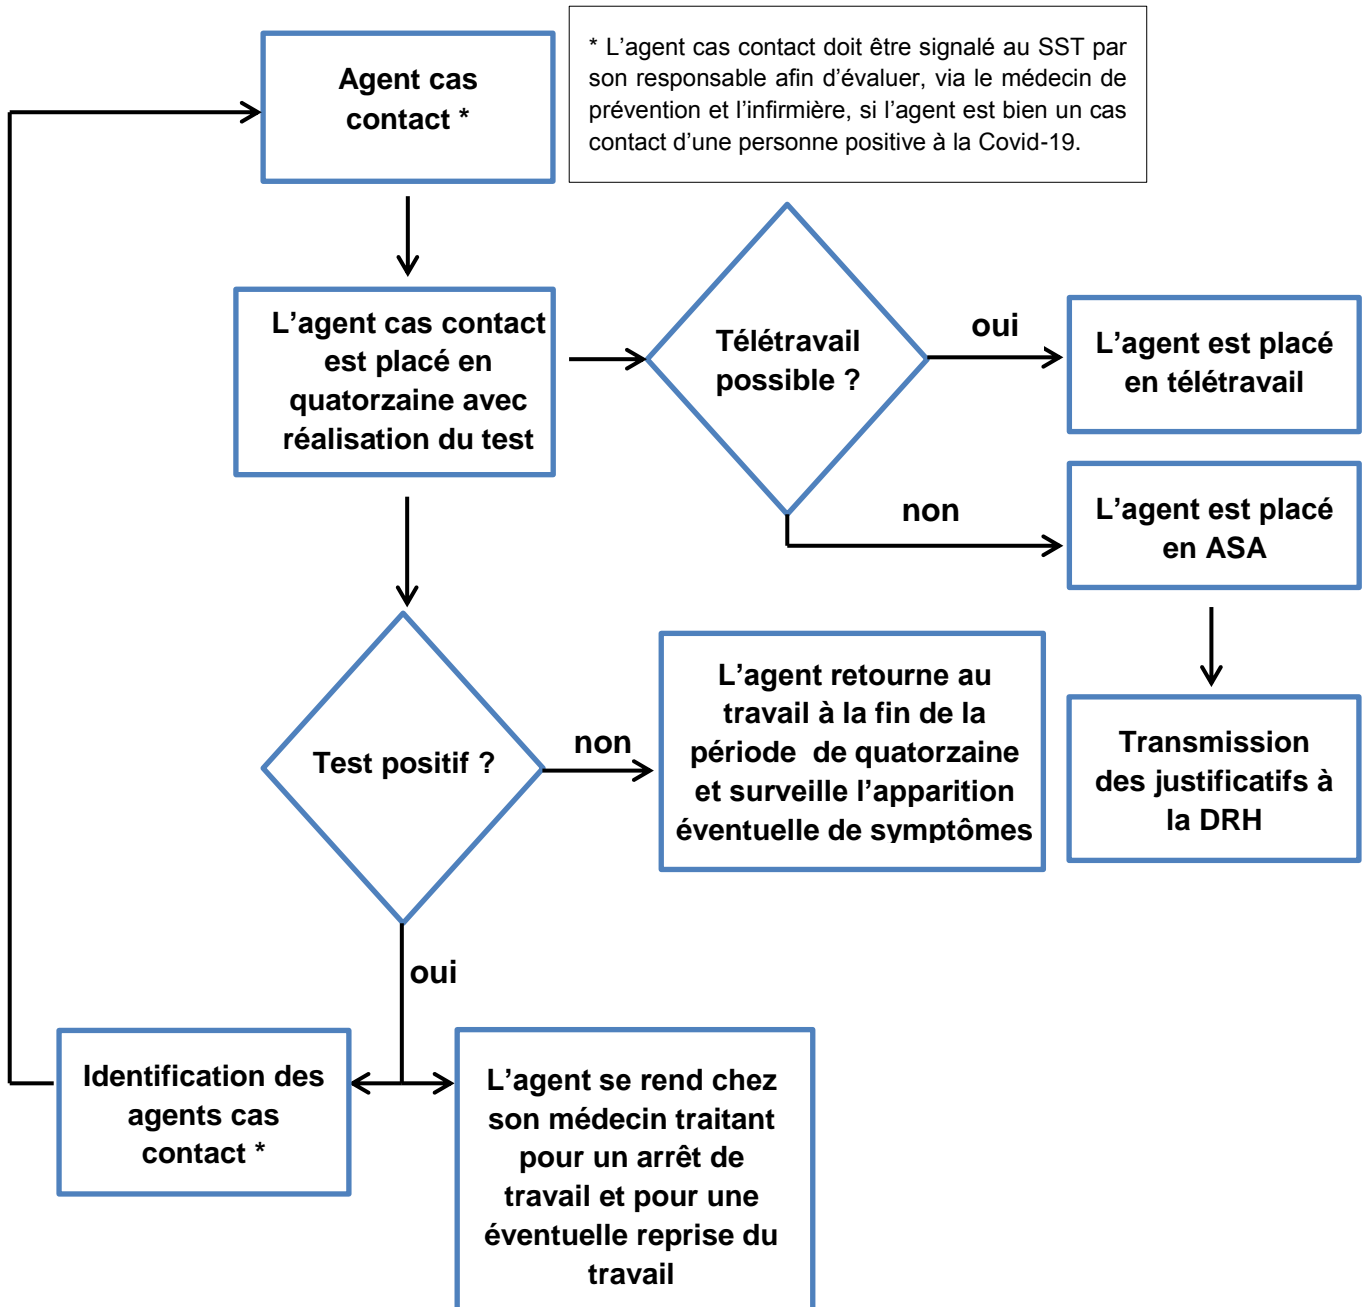 Agent cas
contact *
* L’agent cas contact doit être signalé au SST par
son responsable afin d’évaluer, via le médecin de
prévention et l’infirmière, si l’agent est bien un cas
contact d’une personne positive à la Covid-19.
L’agent cas contact
est placé en
quatorzaine avec
réalisation du test
Télétravail
possible ?
oui
L’agent est placé
en télétravail
non
L’agent est placé
en ASA
Transmission
des justificatifs à
la DRH
Test positif ?
non
L’agent retourne au
travail à la fin de la
période de quatorzaine
et surveille l’apparition
éventuelle de symptômes
oui
Identification des
agents cas
contact *
L’agent se rend chez
son médecin traitant
pour un arrêt de
travail et pour une
éventuelle reprise du
travail